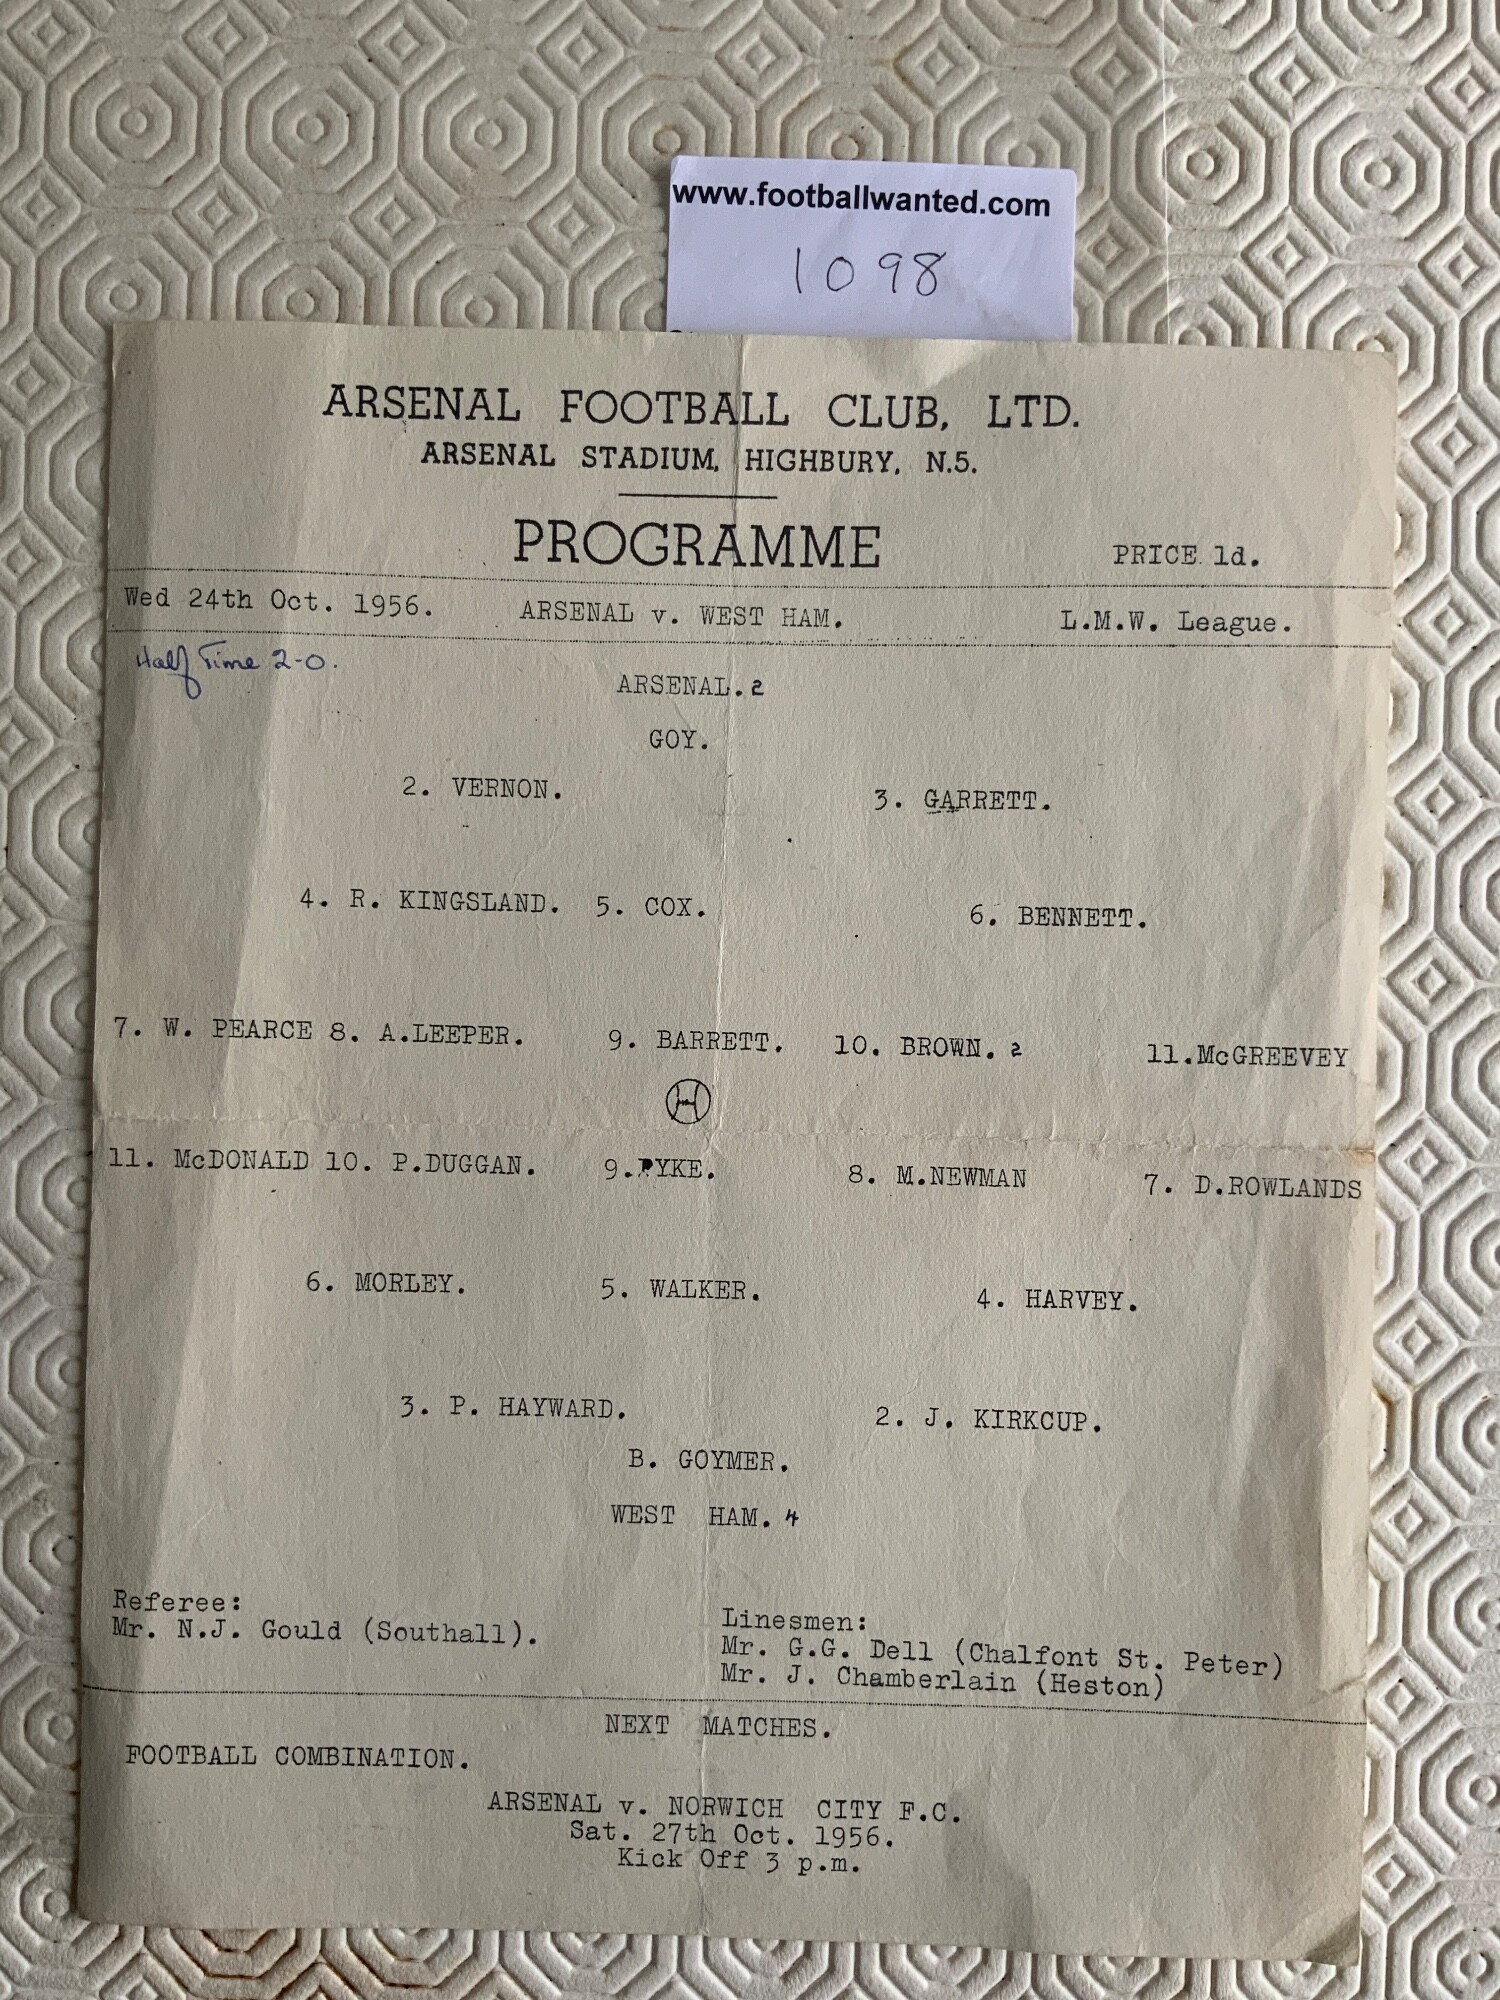 www.footballwanted.com
1098
ARSENAL FOOTBALL CLUB, LTD.
ARSENAL STADIUM, HIGHBURY, N.5.
PROGRAMME PRICE 1d.
Wed 24th Oct. 1956. ARSENAL v. WEST HAM. L.M.W. League.
Half Time 2-0.
ARSENAL. 2
GOY.
2. VERNON. 3. GARRETT.
4. R. KINGSLAND. 5. COX. 6. BENNETT.
7. W. PEARCE 8. A.LEEPER. 9. BARRETT. 10. BROWN. 2 11.McGREEVEY
H
11. McDONALD 10. P.DUGGAN. 9.PYKE. 8. M.NEWMAN 7. D.ROWLANDS
6. MORLEY. 5. WALKER. 4. HARVEY.
3. P. HAYWARD. 2. J. KIRKCUP.
B. GOYMER.
WEST HAM. 4
Referee:
Mr. N.J. Gould (Southall).
Linesmen:
Mr. G.G. Dell (Chalfont St. Peter)
Mr. J. Chamberlain (Heston)
NEXT MATCHES.
FOOTBALL COMBINATION.
ARSENAL v. NORWICH CITY F.C.
Sat. 27th Oct. 1956.
Kick Off 3 p.m.